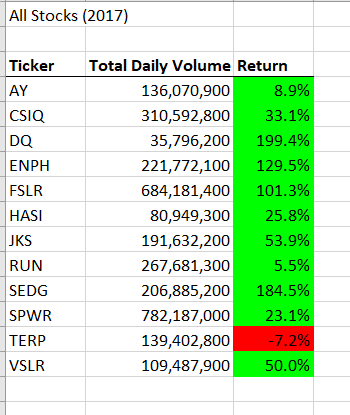 All Stocks (2017)
Ticker Total Daily Volume Return
AY 136,070,900 8.9%
CSIQ 310,592,800 33.1%
DQ 35,796,200 199.4%
ENPH 221,772,100 129.5%
FSLR 684,181,400 101.3%
HASI 80,949,300 25.8%
JKS 191,632,200 53.9%
RUN 267,681,300 5.5%
SEDG 206,885,200 184.5%
SPWR 782,187,000 23.1%
TERP 139,402,800 -7.2%
VSLR 109,487,900 50.0%